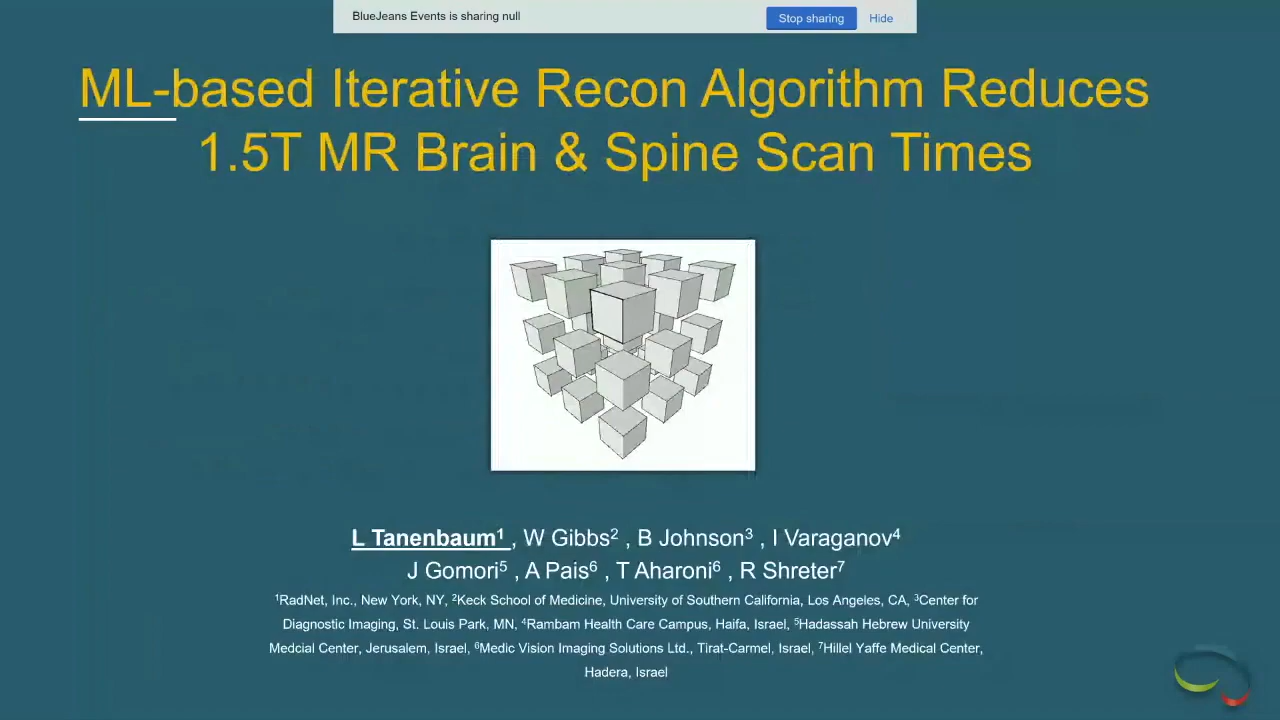 BlueJeans Events is sharing null
Stop sharing
Hide
ML-based Iterative Recon Algorithm Reduces
1.5T MR Brain & Spine Scan Times
L Tanenbaum¹ , W Gibbs² , B Johnson³ , I Varaganov⁴
J Gomori⁵ , A Pais⁶ , T Aharoni⁶ , R Shreter⁷
¹RadNet, Inc., New York, NY, ²Keck School of Medicine, University of Southern California, Los Angeles, CA, ³Center for
Diagnostic Imaging, St. Louis Park, MN, ⁴Rambam Health Care Campus, Haifa, Israel, ⁵Hadassah Hebrew University
Medcial Center, Jerusalem, Israel, ⁶Medic Vision Imaging Solutions Ltd., Tirat-Carmel, Israel, ⁷Hillel Yaffe Medical Center,
Hadera, Israel